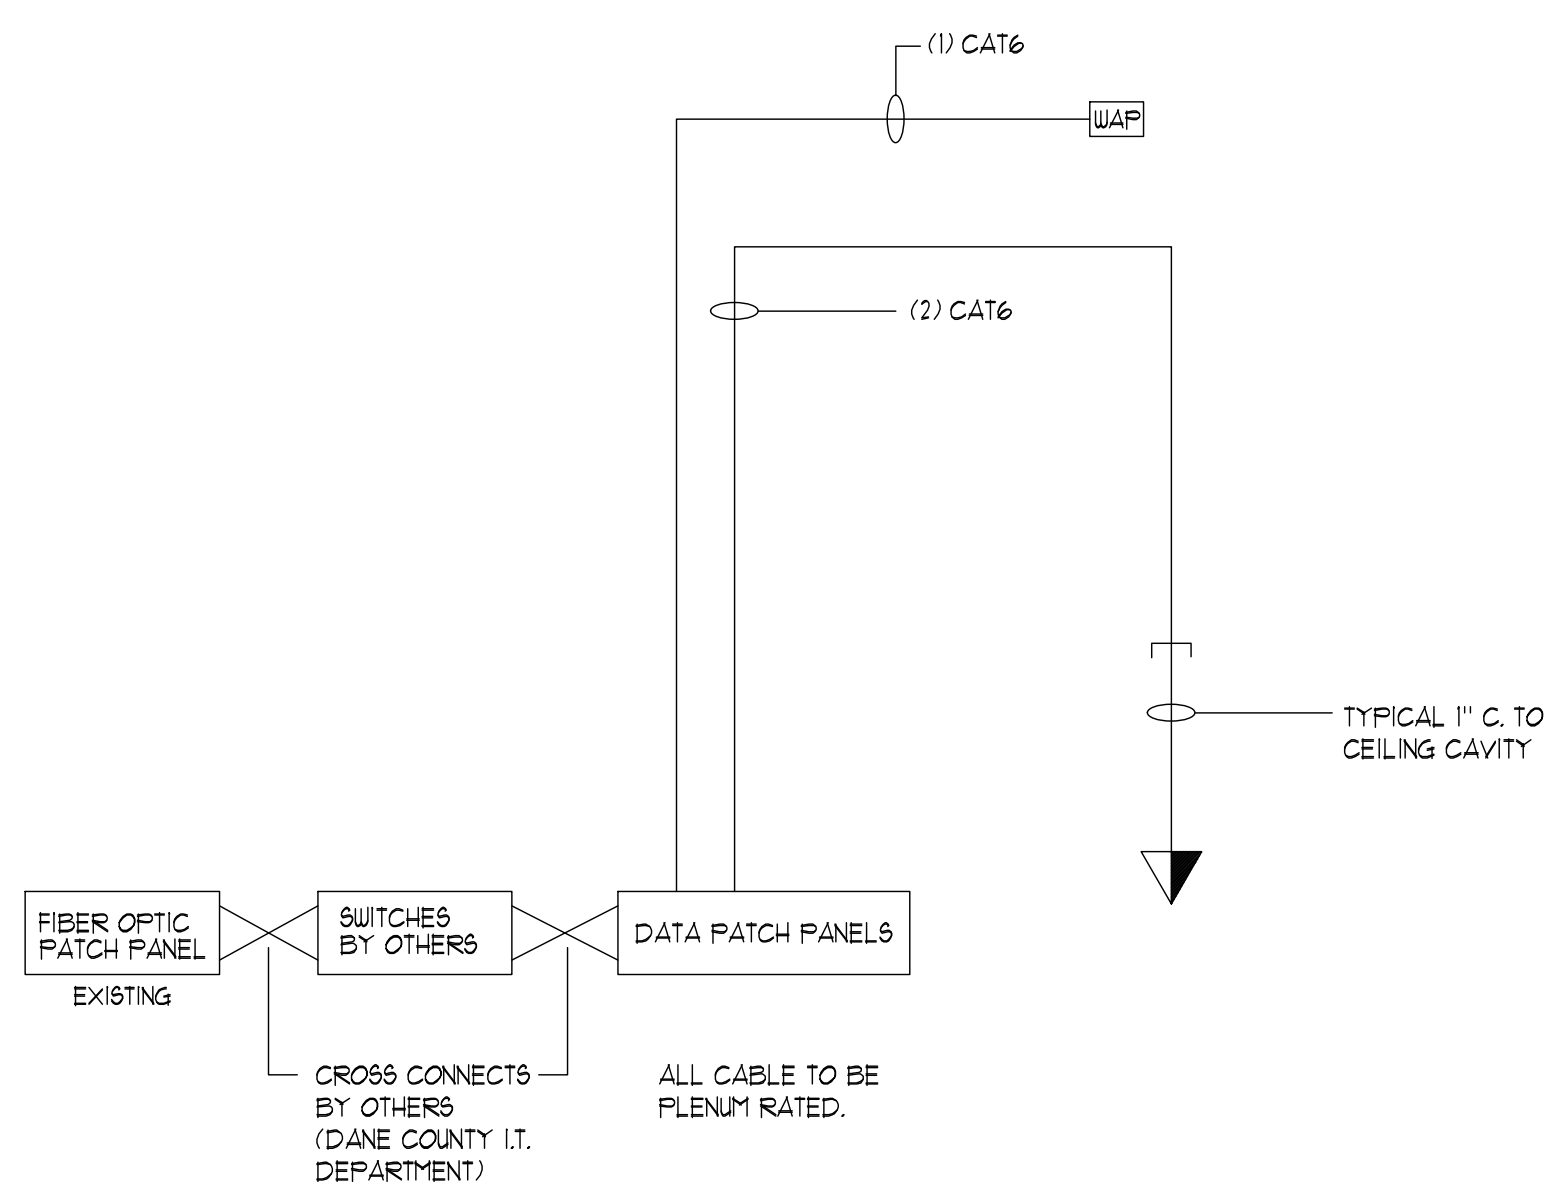 (1) CAT6
WAP
(2) CAT6
TYPICAL 1" C. TO
CEILING CAVITY
FIBER OPTIC
PATCH PANEL
EXISTING
SWITCHES
BY OTHERS
DATA PATCH PANELS
CROSS CONNECTS
BY OTHERS
(DANE COUNTY I.T.
DEPARTMENT)
ALL CABLE TO BE
PLENUM RATED.